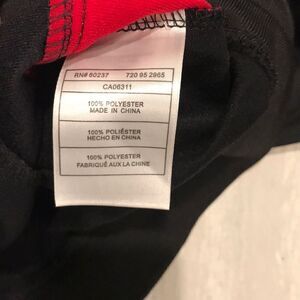 RN# 60237 720 95 2965
CA06311
100% POLYESTER
MADE IN CHINA
100% POLIÉSTER
HECHO EN CHINA
100% POLYESTER
FABRIQUÉ AUX LA CHINE